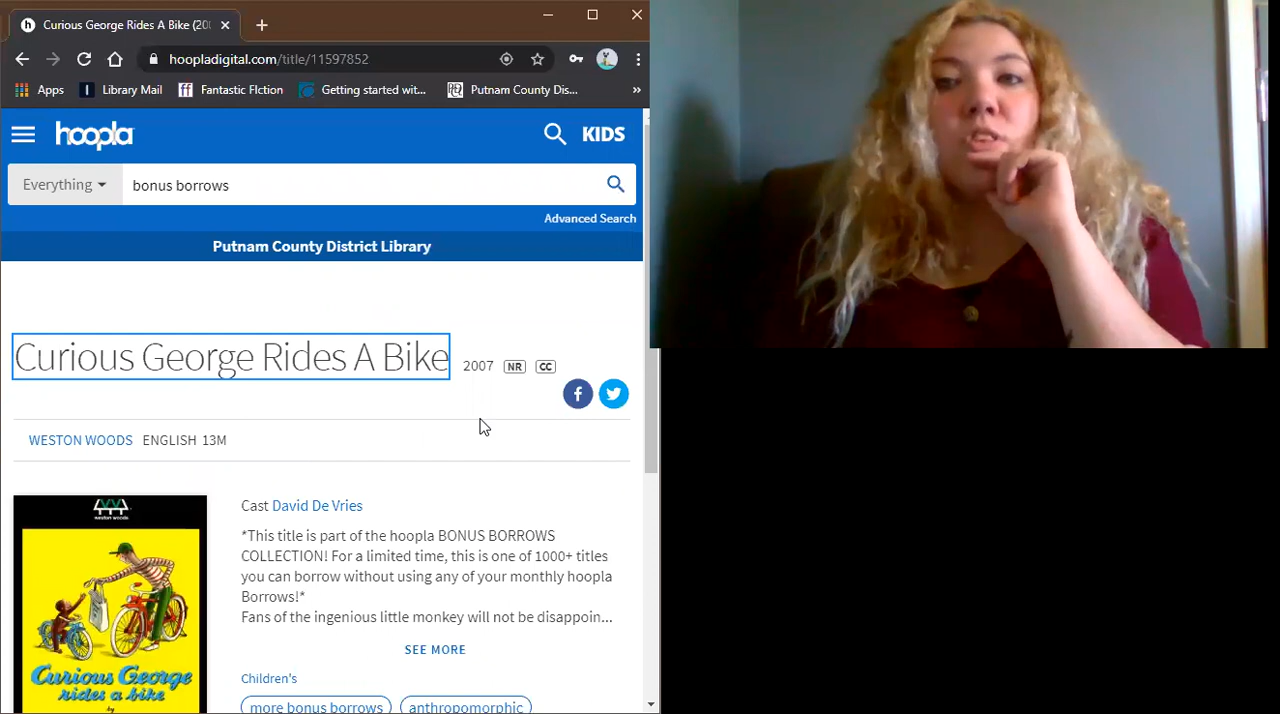 Curious George Rides A Bike (20
hoopladigital.com/title/11597852
Apps Library Mail Fantastic FIction Getting started wit... Putnam County Dis... »
hoopla KIDS
Everything bonus borrows
Advanced Search
Putnam County District Library
Curious George Rides A Bike 2007 NR CC
WESTON WOODS ENGLISH 13M
weston woods
Curious George
rides a bike
by
Cast David De Vries
*This title is part of the hoopla BONUS BORROWS
COLLECTION! For a limited time, this is one of 1000+ titles
you can borrow without using any of your monthly hoopla
Borrows!*
Fans of the ingenious little monkey will not be disappoin...
SEE MORE
Children's
more bonus borrows anthropomorphic